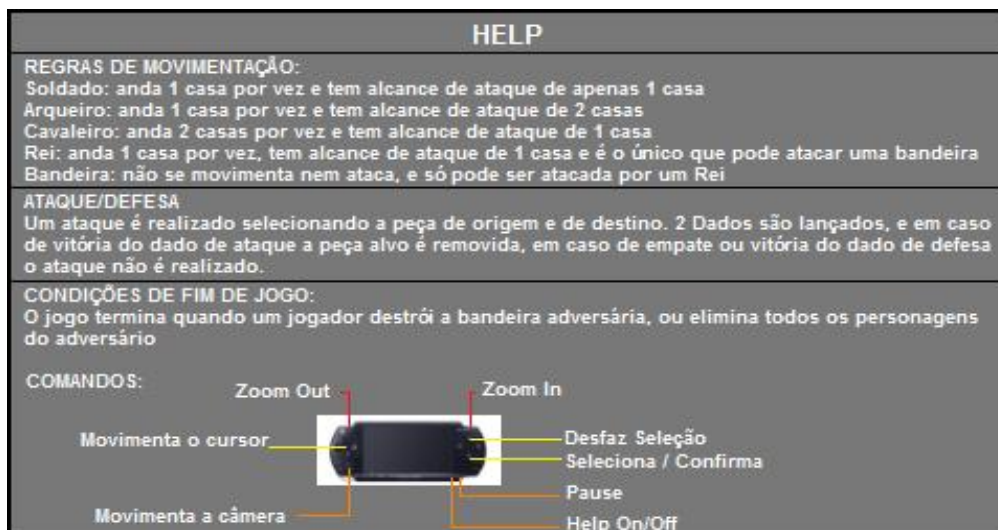 HELP
REGRAS DE MOVIMENTAÇÃO:
Soldado: anda 1 casa por vez e tem alcance de ataque de apenas 1 casa
Arqueiro: anda 1 casa por vez e tem alcance de ataque de 2 casas
Cavaleiro: anda 2 casas por vez e tem alcance de ataque de 1 casa
Rei: anda 1 casa por vez, tem alcance de ataque de 1 casa e é o único que pode atacar uma bandeira
Bandeira: não se movimenta nem ataca, e só pode ser atacada por um Rei
ATAQUE/DEFESA
Um ataque é realizado selecionando a peça de origem e de destino. 2 Dados são lançados, e em caso
de vitória do dado de ataque a peça alvo é removida, em caso de empate ou vitória do dado de defesa
o ataque não é realizado.
CONDIÇÕES DE FIM DE JOGO:
O jogo termina quando um jogador destrói a bandeira adversária, ou elimina todos os personagens
do adversário
COMANDOS:
Zoom Out
Zoom In
Movimenta o cursor
Desfaz Seleção
Seleciona / Confirma
Pause
Movimenta a câmera
Help On/Off